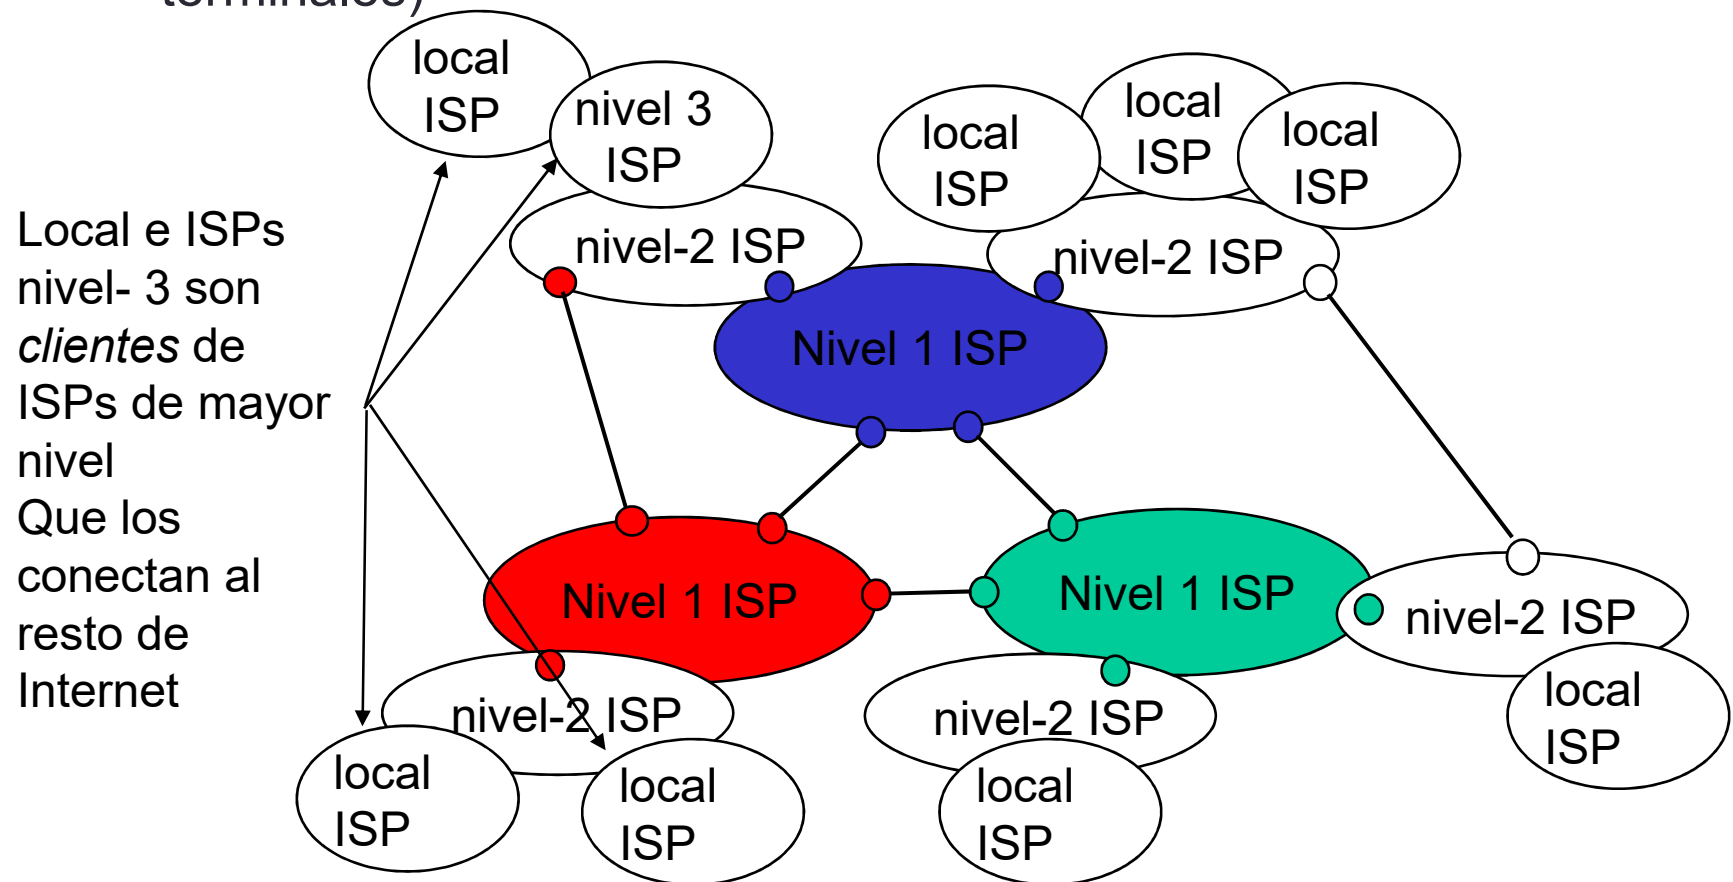 terminales)
local
ISP
nivel 3
ISP
local
ISP
local
ISP
local
ISP
nivel-2 ISP
nivel-2 ISP
Local e ISPs
nivel- 3 son
clientes de
ISPs de mayor
nivel
Que los
conectan al
resto de
Internet
Nivel 1 ISP
Nivel 1 ISP
Nivel 1 ISP
nivel-2 ISP
nivel-2 ISP
nivel-2 ISP
local
ISP
local
ISP
local
ISP
local
ISP